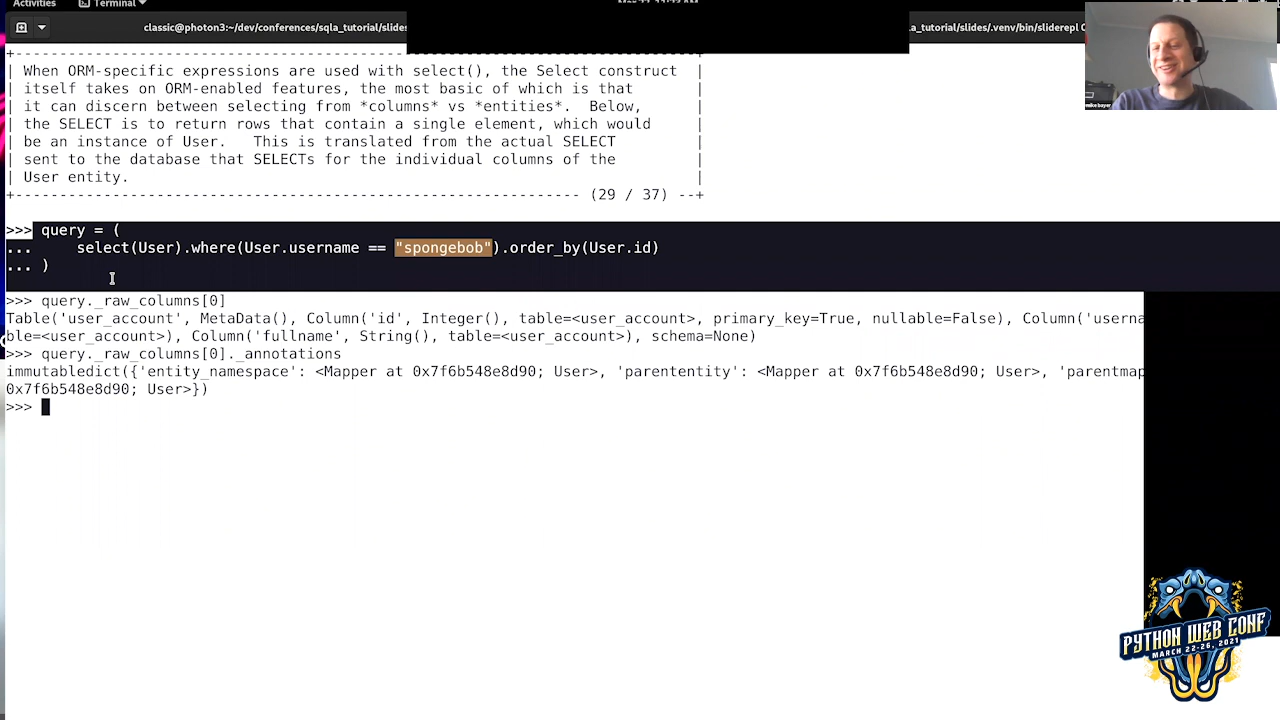 Activities
Terminal
classic@photon3:~/dev/conferences/sqla_tutorial/slides
la_tutorial/slides/.venv/bin/sliderepl
mike bayer
+------------------------------------------------------------------------------+
| When ORM-specific expressions are used with select(), the Select construct |
| itself takes on ORM-enabled features, the most basic of which is that |
| it can discern between selecting from *columns* vs *entities*. Below, |
| the SELECT is to return rows that contain a single element, which would |
| be an instance of User. This is translated from the actual SELECT |
| sent to the database that SELECTs for the individual columns of the |
| User entity. |
+---------------------------------------------------------------- (29 / 37) --+
>>> query = (
... select(User).where(User.username == "spongebob").order_by(User.id)
... )
>>> query._raw_columns[0]
Table('user_account', MetaData(), Column('id', Integer(), table=<user_account>, primary_key=True, nullable=False), Column('userna
ble=<user_account>), Column('fullname', String(), table=<user_account>), schema=None)
>>> query._raw_columns[0]._annotations
immutabledict({'entity_namespace': <Mapper at 0x7f6b548e8d90; User>, 'parententity': <Mapper at 0x7f6b548e8d90; User>, 'parentmap
0x7f6b548e8d90; User>})
>>>
PYTHON WEB CONF
MARCH 22-26, 2021